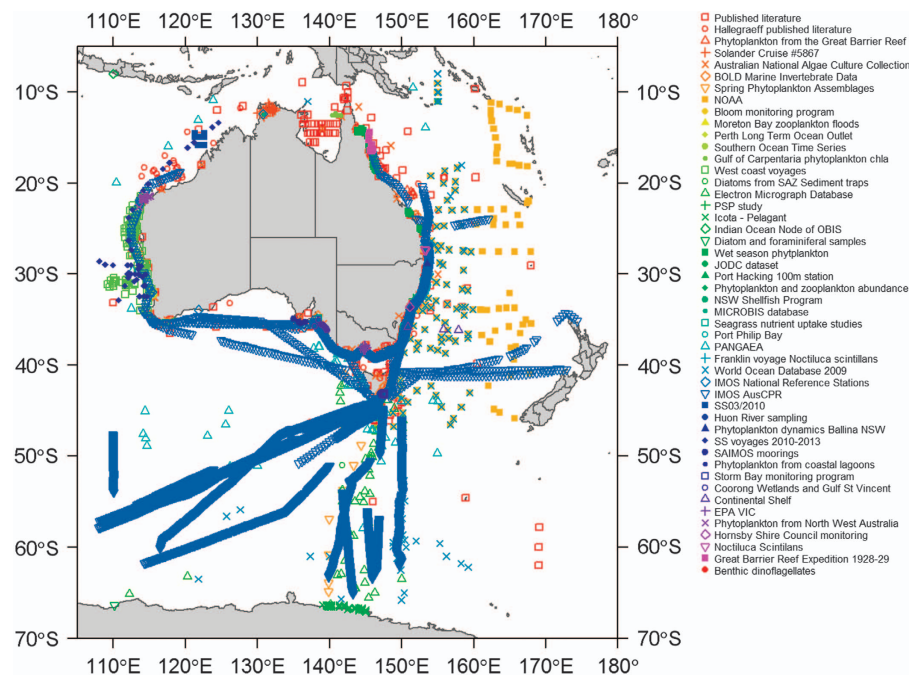 110°E 120°E 130°E 140°E 150°E 160°E 170°E 180°
10°S
20°S
30°S
40°S
50°S
60°S
70°S
10°S
20°S
30°S
40°S
50°S
60°S
70°S
110°E 120°E 130°E 140°E 150°E 160°E 170°E 180°
Published literature
Hallegraeff published literature
Phytoplankton from the Great Barrier Reef
Solander Cruise #5867
Australian National Algae Culture Collection
BOLD Marine Invertebrate Data
Spring Phytoplankton Assemblages
NOAA
Bloom monitoring program
Moreton Bay zooplankton floods
Perth Long Term Ocean Outlet
Southern Ocean Time Series
Gulf of Carpentaria phytoplankton chla
West coast voyages
Diatoms from SAZ Sediment traps
Electron Micrograph Database
PSP study
Icota - Pelagant
Indian Ocean Node of OBIS
Diatom and foraminiferal samples
Wet season phytplankton
JODC dataset
Port Hacking 100m station
Phytoplankton and zooplankton abundance
NSW Shellfish Program
MICROBIS database
Seagrass nutrient uptake studies
Port Philip Bay
PANGAEA
Franklin voyage Noctiluca scintillans
World Ocean Database 2009
IMOS National Reference Stations
IMOS AusCPR
SS03/2010
Huon River sampling
Phytoplankton dynamics Ballina NSW
SS voyages 2010-2013
SAIMOS moorings
Phytoplankton from coastal lagoons
Storm Bay monitoring program
Coorong Wetlands and Gulf St Vincent
Continental Shelf
EPA VIC
Phytoplankton from North West Australia
Hornsby Shire Council monitoring
Noctiluca Scintilans
Great Barrier Reef Expedition 1928-29
Benthic dinoflagellates